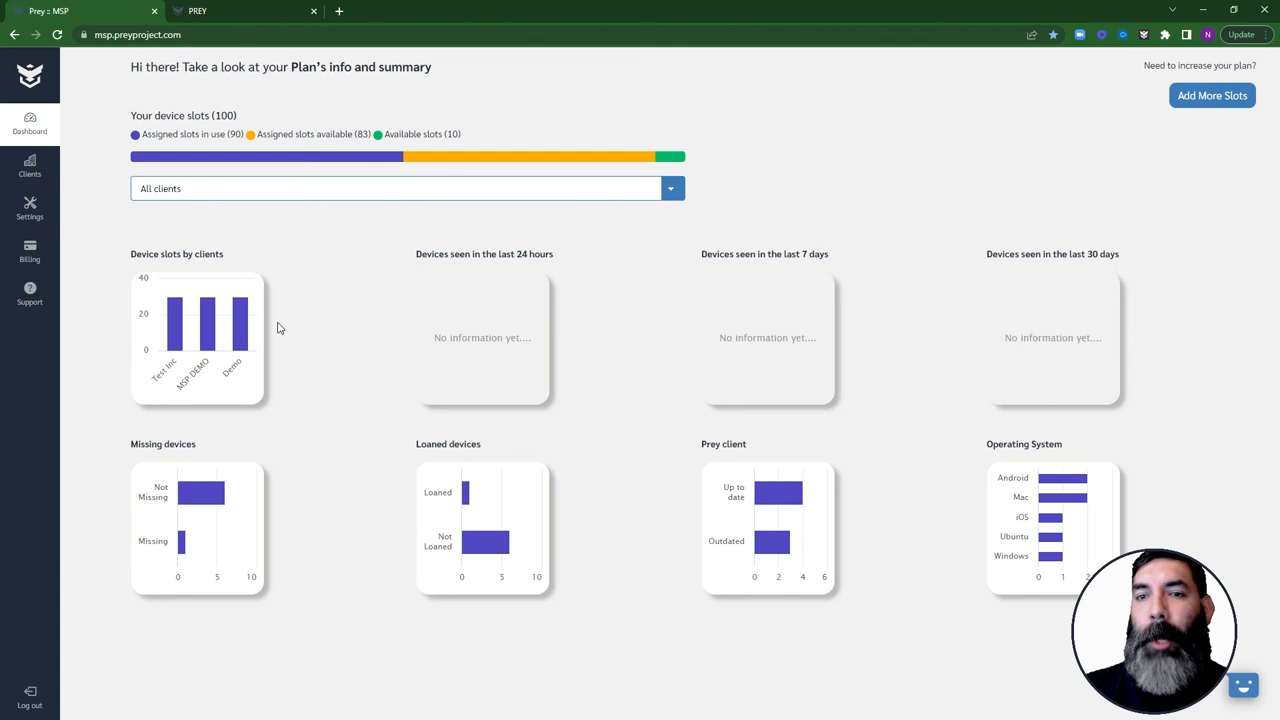 Prey :: MSP
PREY
msp.preyproject.com
N
Update
Hi there! Take a look at your Plan's info and summary
Need to increase your plan?
Add More Slots
Dashboard
Clients
Settings
Billing
Support
Log out
Your device slots (100)
Assigned slots in use (90) Assigned slots available (83) Available slots (10)
All clients
Device slots by clients
40
20
0
Test Inc
MSP DEMO
Demo
Devices seen in the last 24 hours
No information yet....
Devices seen in the last 7 days
No information yet....
Devices seen in the last 30 days
No information yet....
Missing devices
Not
Missing
Missing
0 5 10
Loaned devices
Loaned
Not
Loaned
0 5 10
Prey client
Up to
date
Outdated
0 2 4 6
Operating System
Android
Mac
iOS
Ubuntu
Windows
0 1 2